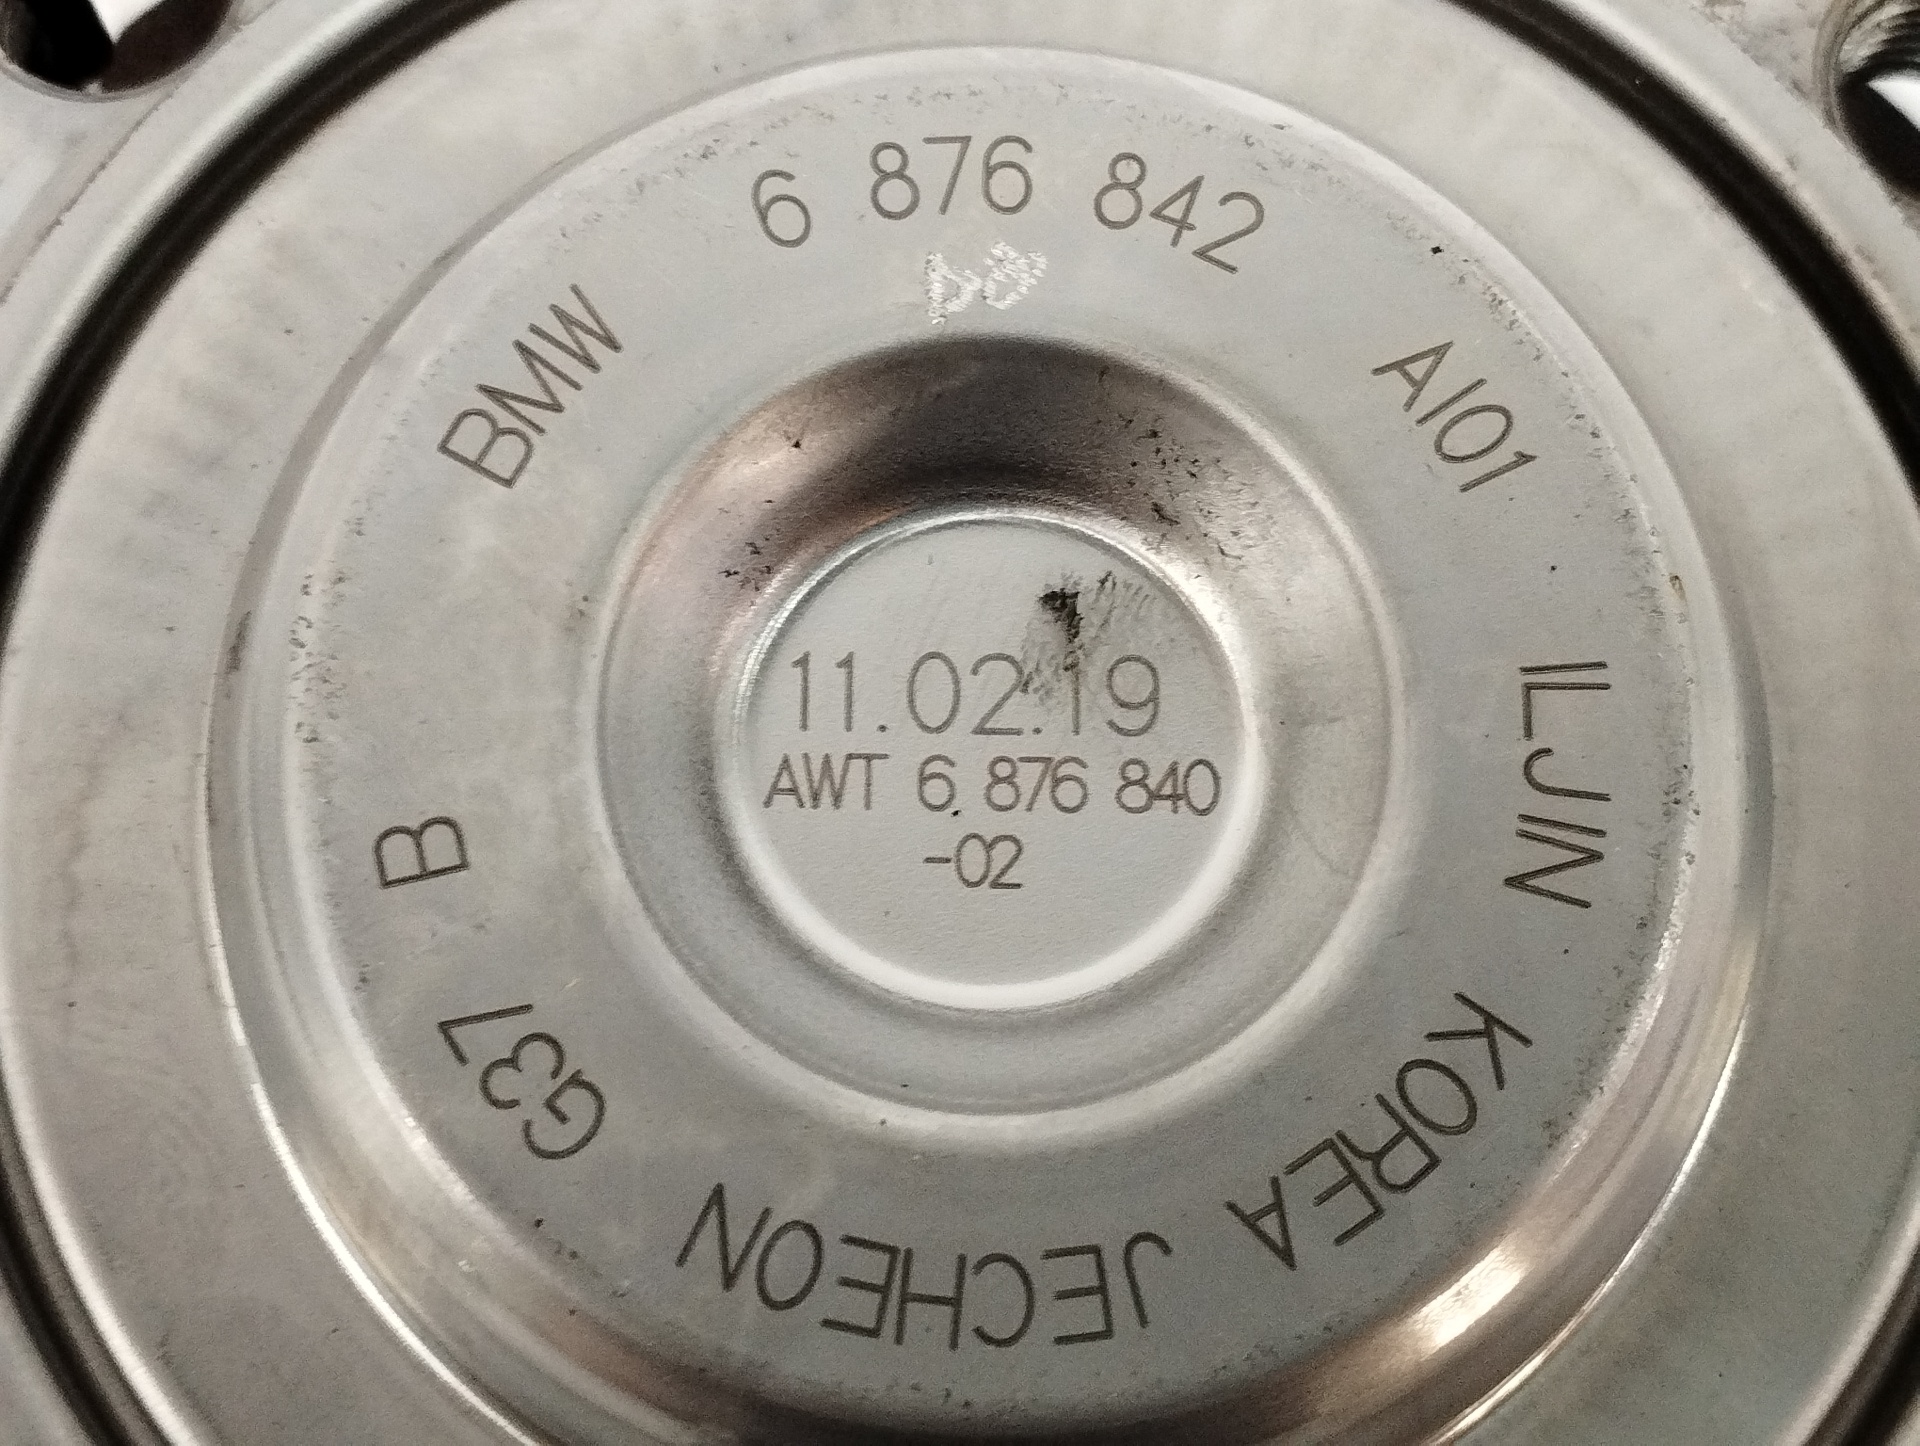 BMW 6 876 842 AI01 ILJIN KOREA JECHEON G37 B
11.02.19
AWT 6 876 840
-02